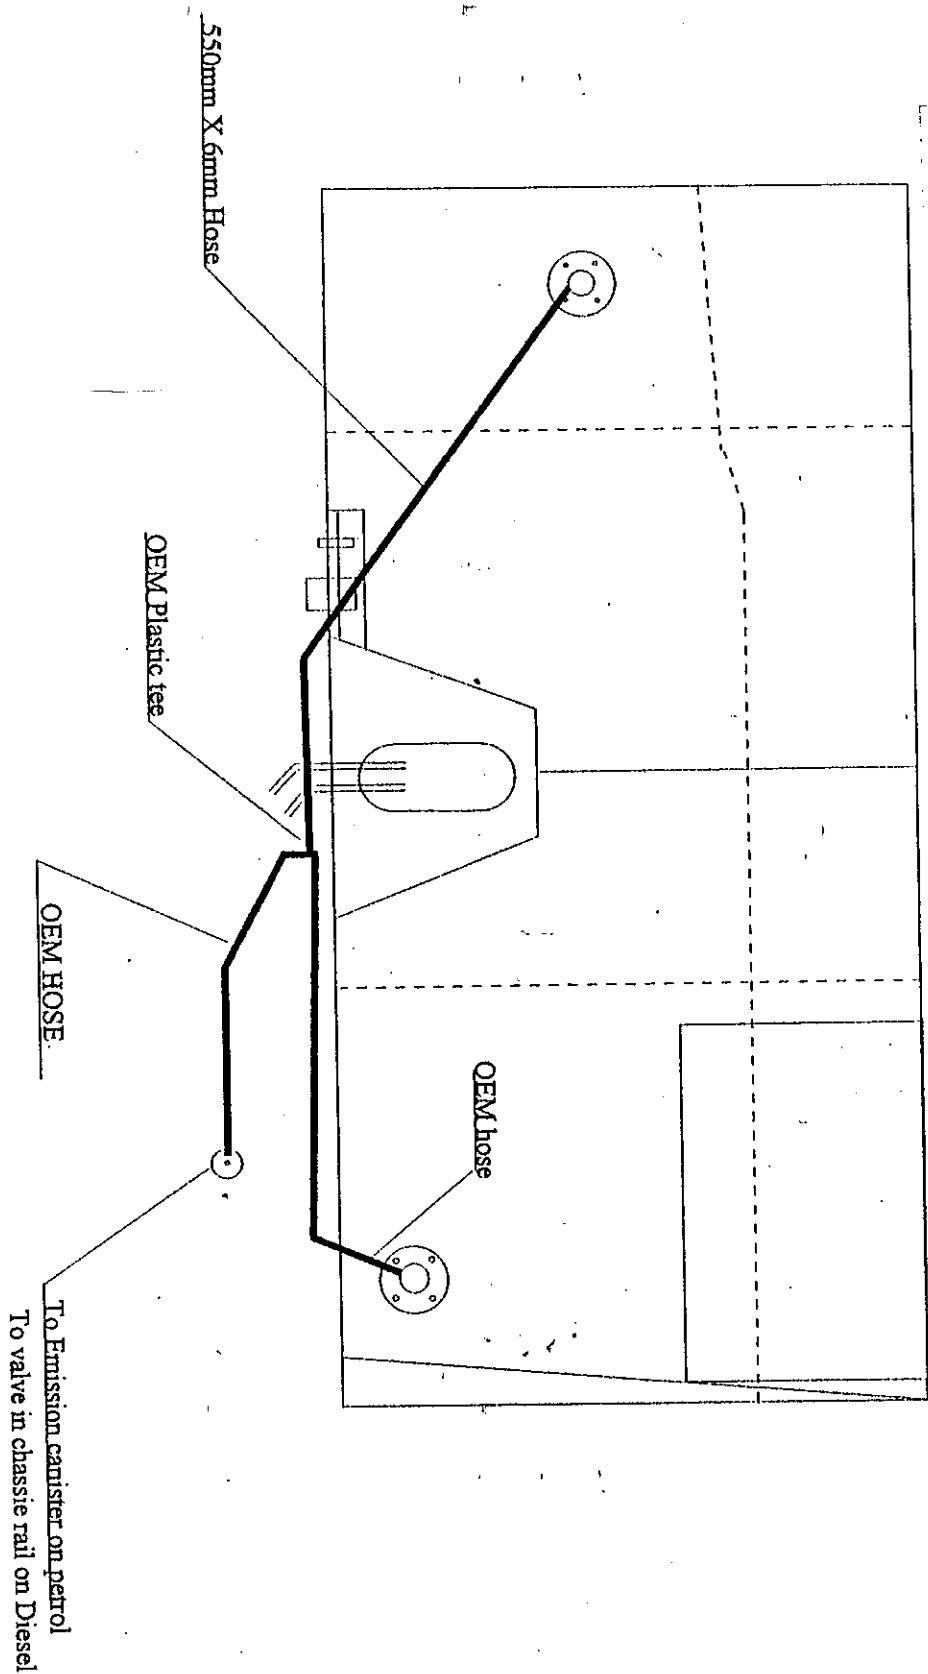 550mm X 6mm Hose
OEM Plastic tee
OEM HOSE
OEM hose
To Emission canister on petrol
To valve in chassie rail on Diesel